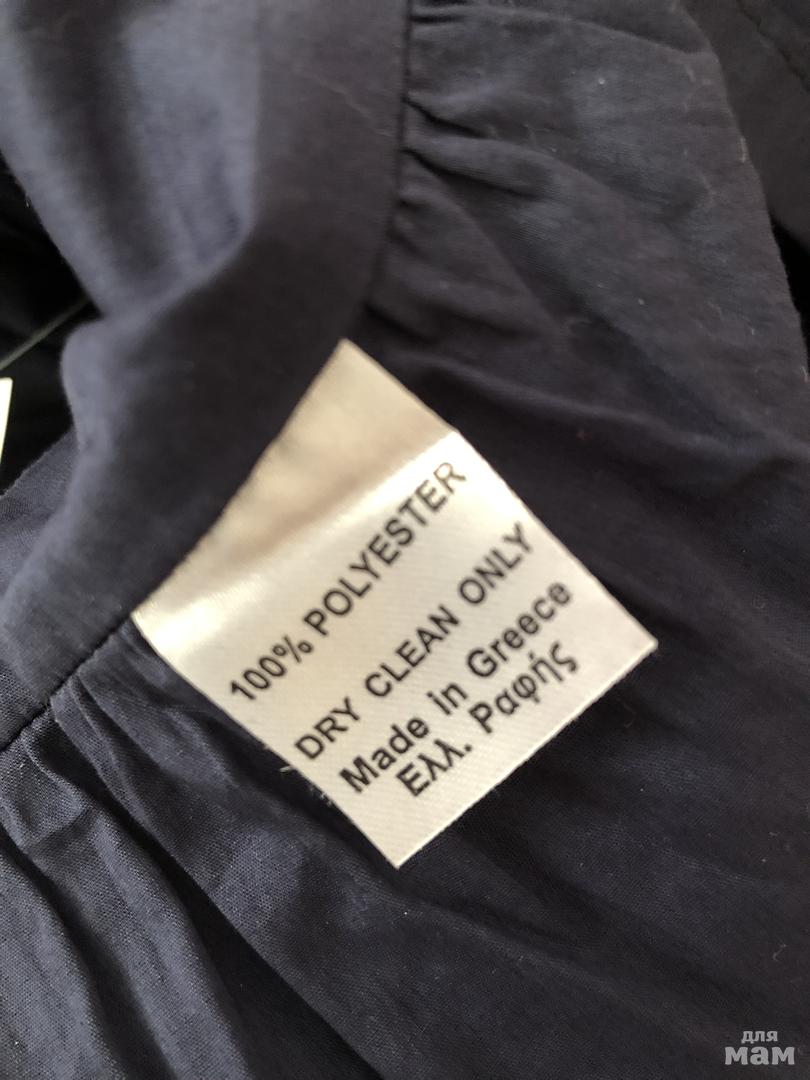 100% POLYESTER
DRY CLEAN ONLY
Made in Greece
Ελλ. Ραφής
для
мам